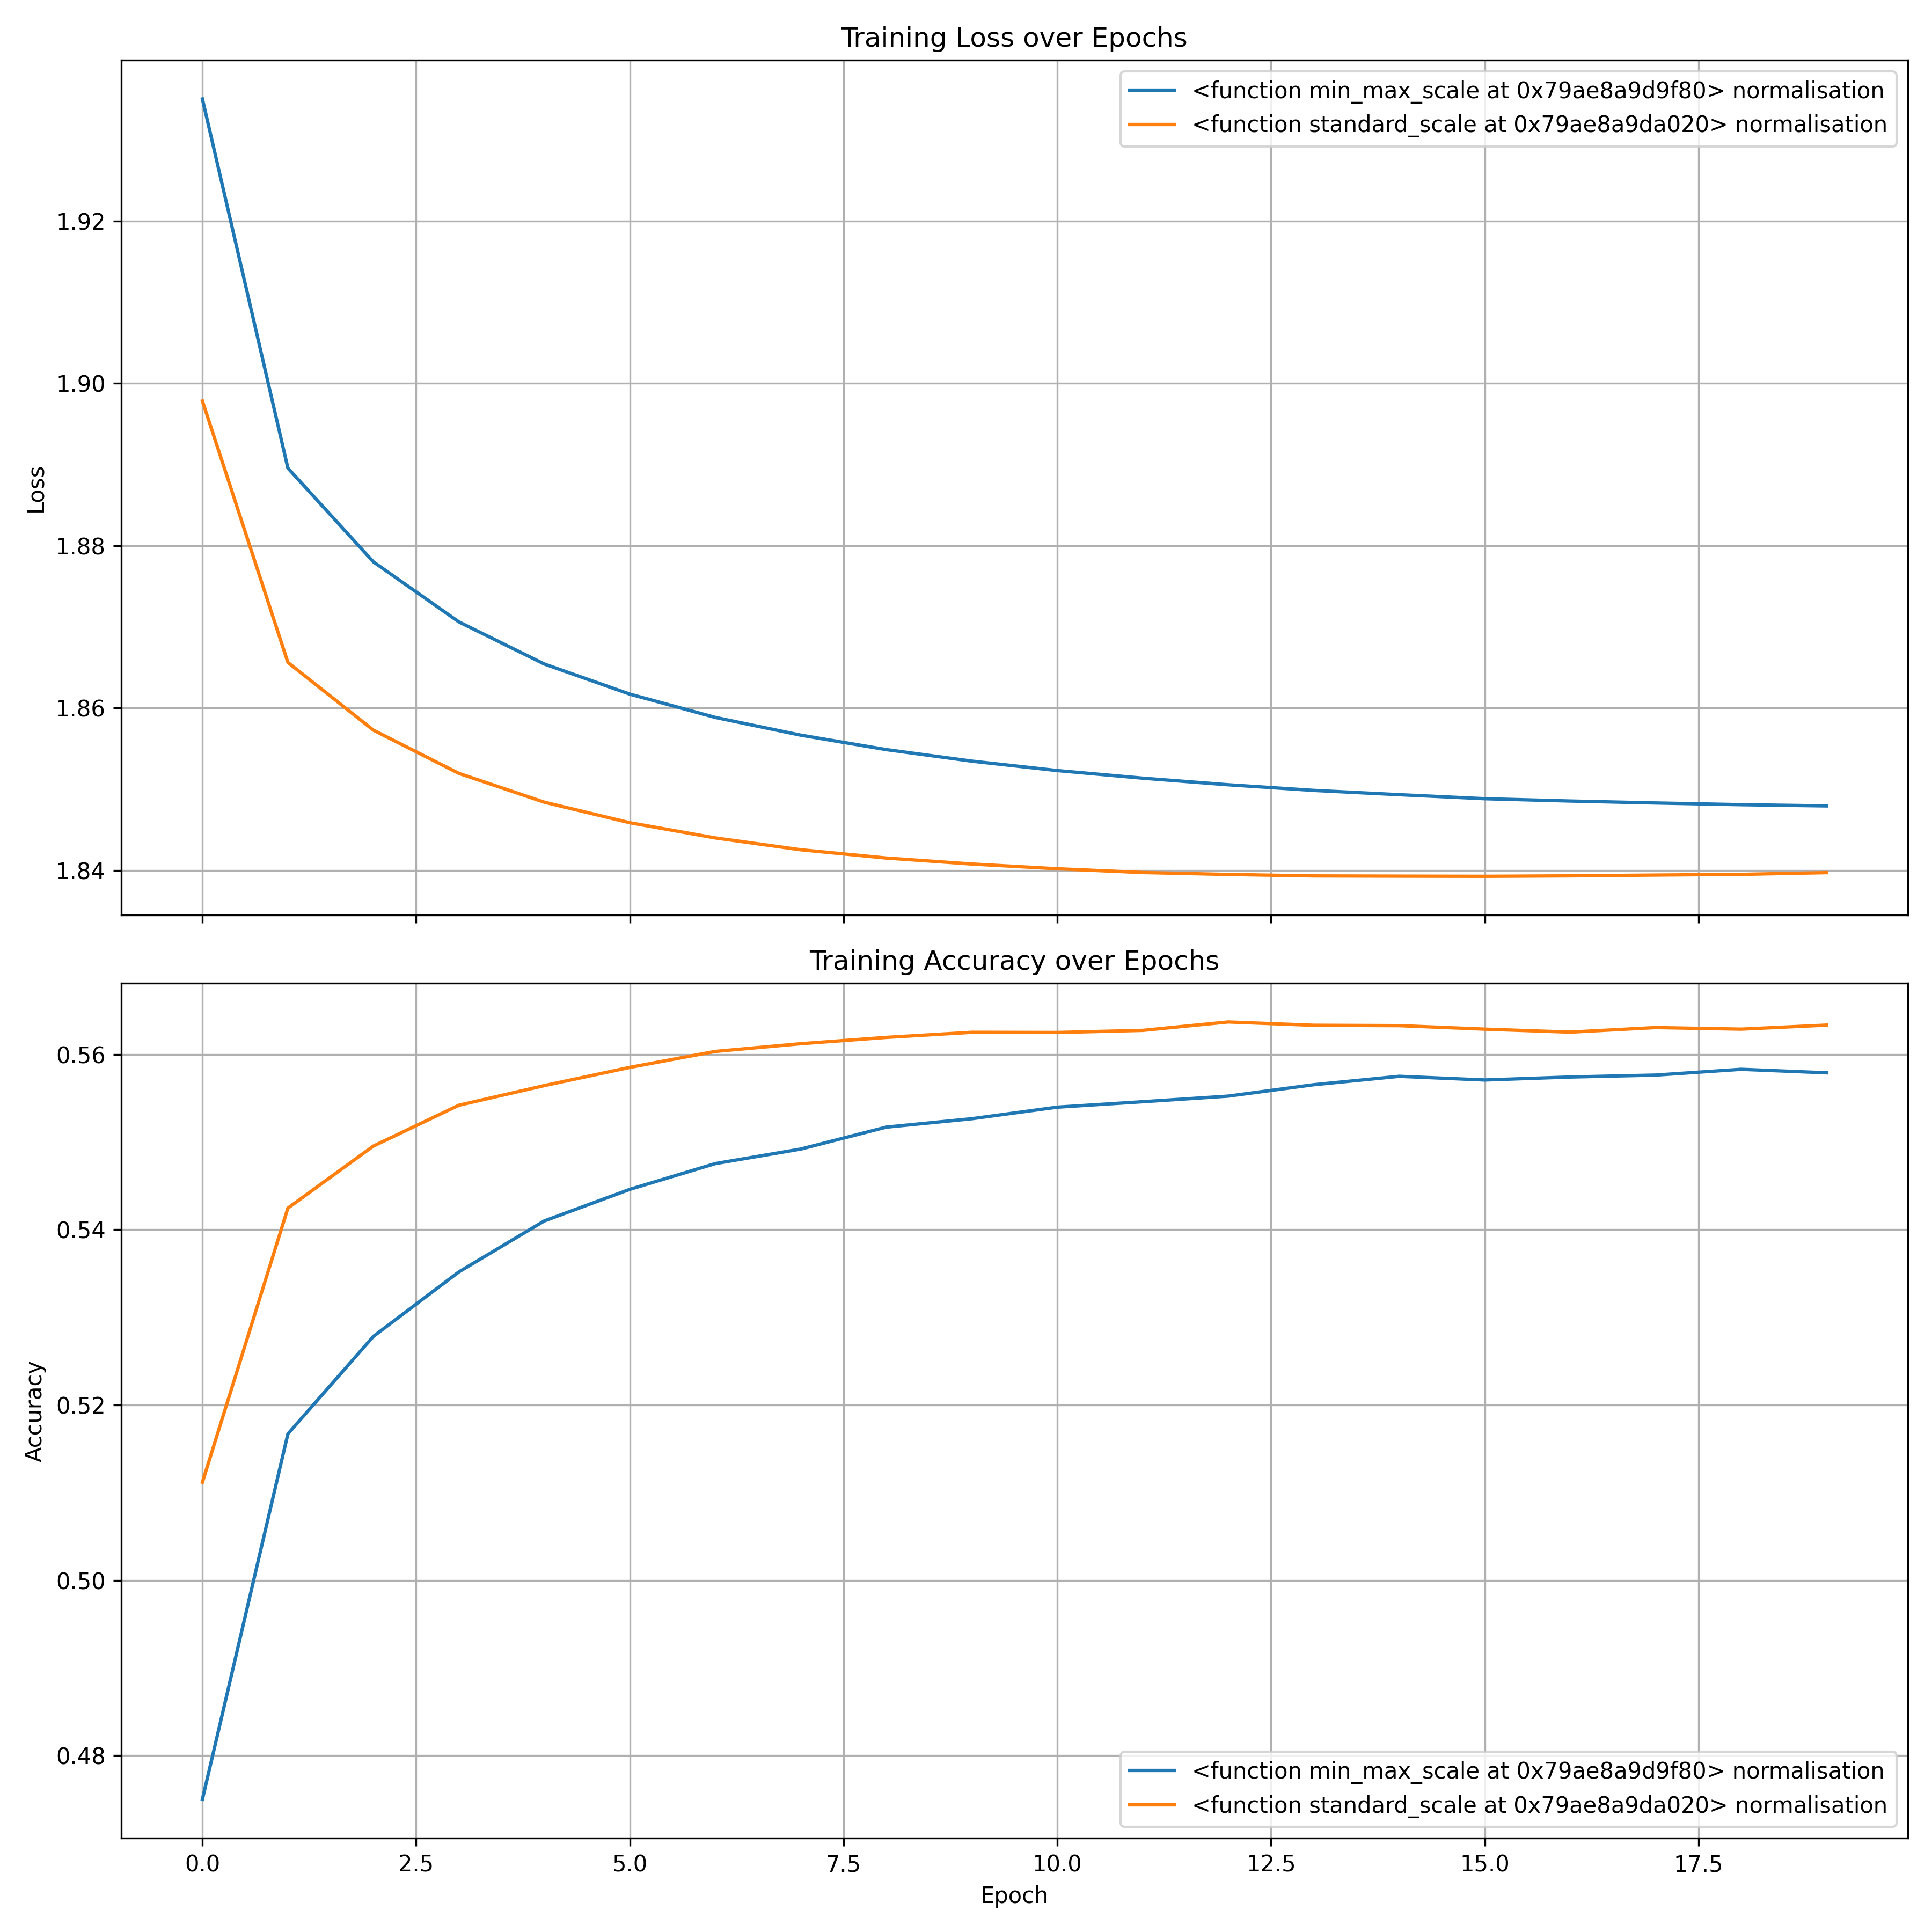 Training Loss over Epochs
<function min_max_scale at 0x79ae8a9d9f80> normalisation
<function standard_scale at 0x79ae8a9da020> normalisation
1.92
1.90
1.88
1.86
1.84
Loss
Training Accuracy over Epochs
0.56
0.54
0.52
0.50
0.48
Accuracy
<function min_max_scale at 0x79ae8a9d9f80> normalisation
<function standard_scale at 0x79ae8a9da020> normalisation
0.0 2.5 5.0 7.5 10.0 12.5 15.0 17.5
Epoch